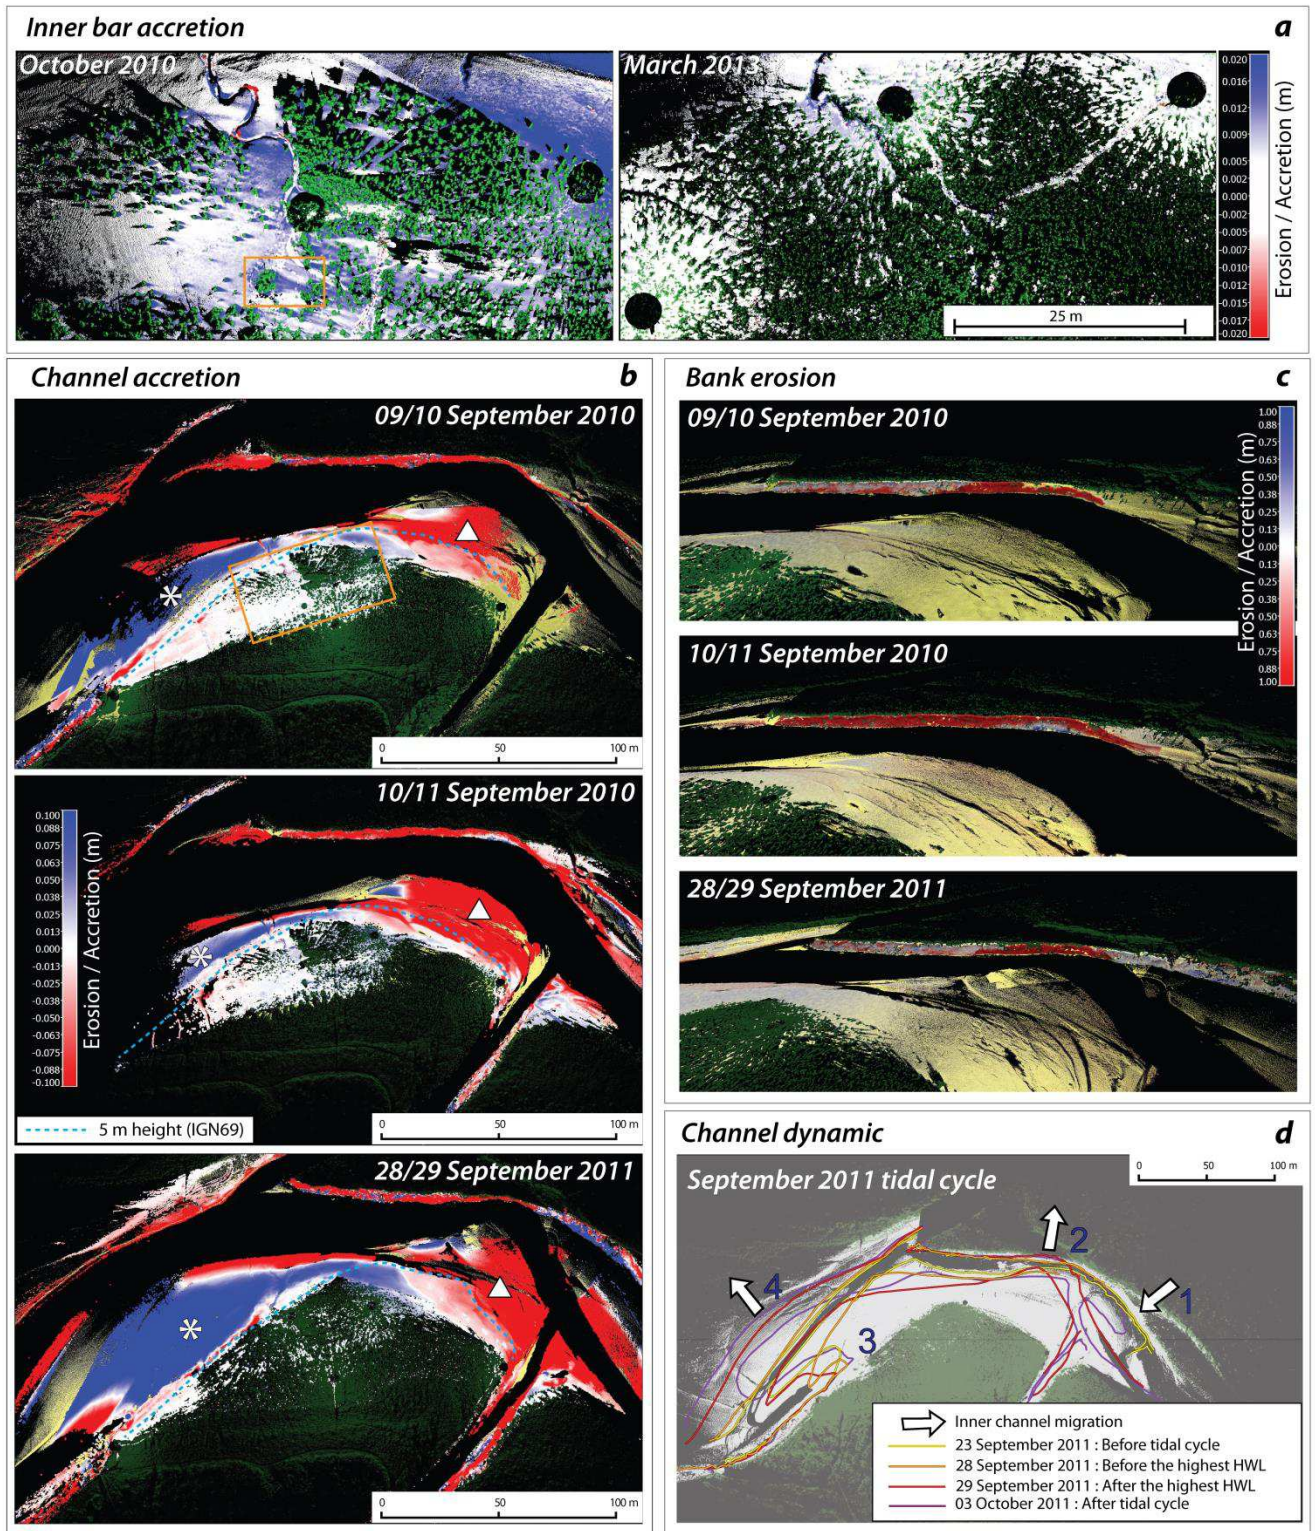 Inner bar accretion
a
October 2010
March 2013
0.020
0.017
0.015
0.012
0.010
0.009
0.007
0.005
0.002
0.000
-0.002
-0.005
-0.007
-0.010
-0.012
-0.015
-0.017
-0.020
Erosion / Accretion (m)
25 m
Channel accretion
b
09/10 September 2010
0
50
100 m
10/11 September 2010
0.100
0.088
0.075
0.063
0.050
0.038
0.025
0.013
0.000
-0.013
-0.025
-0.038
-0.050
-0.063
-0.075
-0.088
-0.100
Erosion / Accretion (m)
5 m height (IGN69)
0
50
100 m
28/29 September 2011
0
50
100 m
Bank erosion
c
09/10 September 2010
1.00
0.88
0.75
0.63
0.50
0.38
0.25
0.13
0.00
0.13
0.25
0.38
0.50
0.63
0.75
0.88
1.00
Erosion / Accretion (m)
10/11 September 2010
28/29 September 2011
Channel dynamic
d
September 2011 tidal cycle
0
50
100 m
2
4
1
3
Inner channel migration
23 September 2011 : Before tidal cycle
28 September 2011 : Before the highest HWL
29 September 2011 : After the highest HWL
03 October 2011 : After tidal cycle